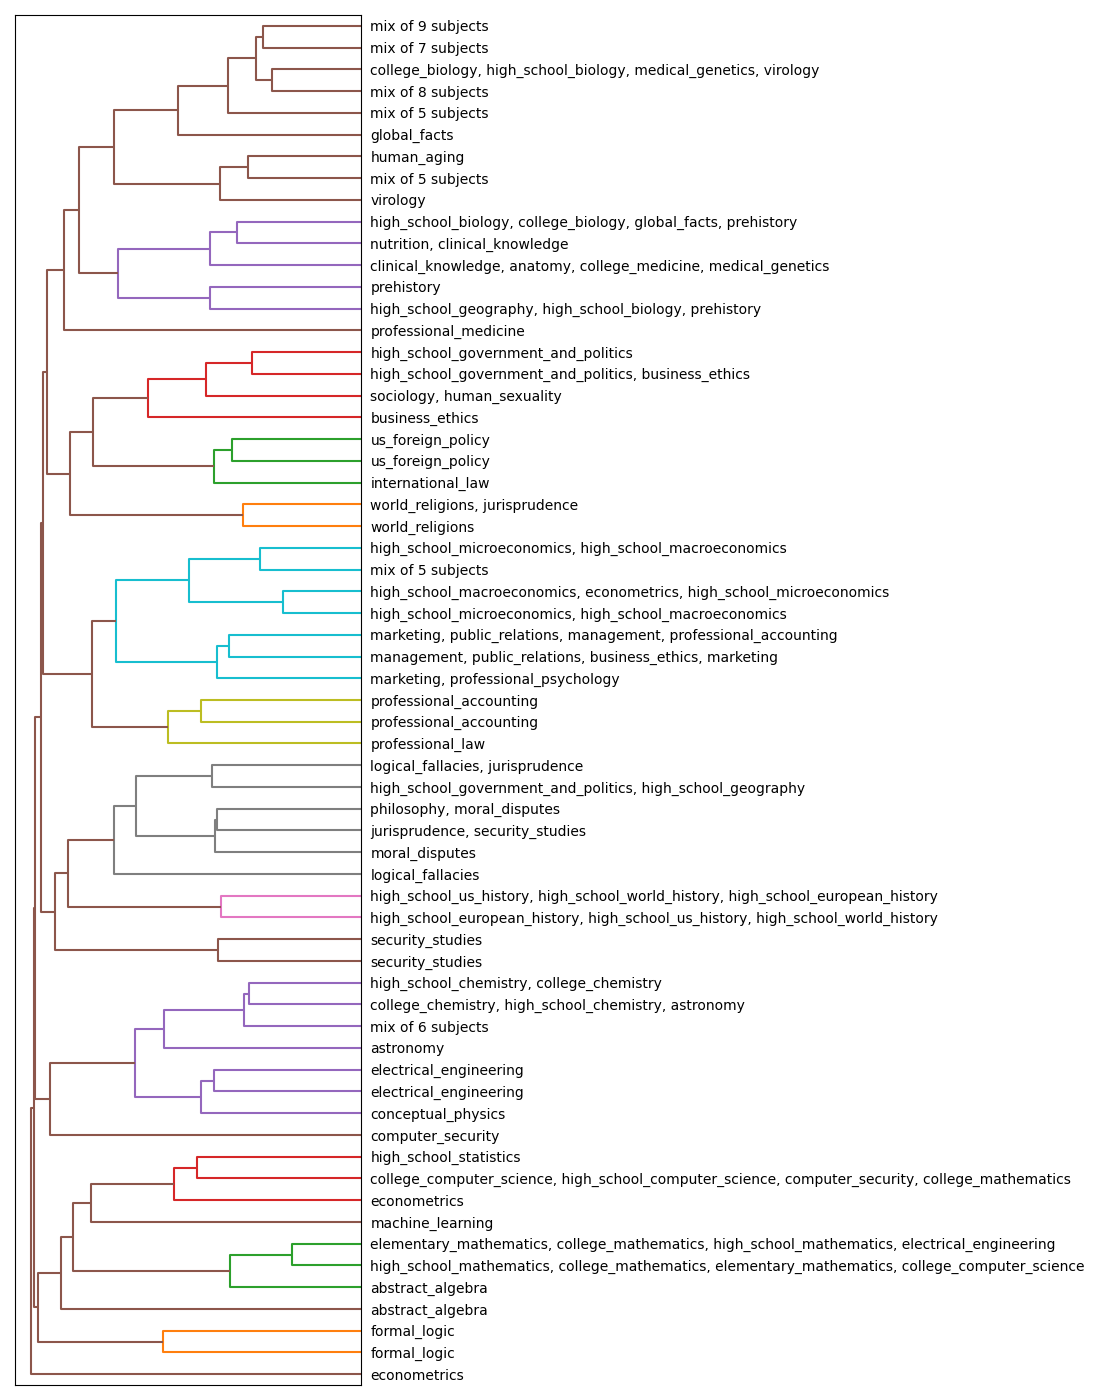 mix of 9 subjects
mix of 7 subjects
college_biology, high_school_biology, medical_genetics, virology
mix of 8 subjects
mix of 5 subjects
global_facts
human_aging
mix of 5 subjects
virology
high_school_biology, college_biology, global_facts, prehistory
nutrition, clinical_knowledge
clinical_knowledge, anatomy, college_medicine, medical_genetics
prehistory
high_school_geography, high_school_biology, prehistory
professional_medicine
high_school_government_and_politics
high_school_government_and_politics, business_ethics
sociology, human_sexuality
business_ethics
us_foreign_policy
us_foreign_policy
international_law
world_religions, jurisprudence
world_religions
high_school_microeconomics, high_school_macroeconomics
mix of 5 subjects
high_school_macroeconomics, econometrics, high_school_microeconomics
high_school_microeconomics, high_school_macroeconomics
marketing, public_relations, management, professional_accounting
management, public_relations, business_ethics, marketing
marketing, professional_psychology
professional_accounting
professional_accounting
professional_law
logical_fallacies, jurisprudence
high_school_government_and_politics, high_school_geography
philosophy, moral_disputes
jurisprudence, security_studies
moral_disputes
logical_fallacies
high_school_us_history, high_school_world_history, high_school_european_history
high_school_european_history, high_school_us_history, high_school_world_history
security_studies
security_studies
high_school_chemistry, college_chemistry
college_chemistry, high_school_chemistry, astronomy
mix of 6 subjects
astronomy
electrical_engineering
electrical_engineering
conceptual_physics
computer_security
high_school_statistics
college_computer_science, high_school_computer_science, computer_security, college_mathematics
econometrics
machine_learning
elementary_mathematics, college_mathematics, high_school_mathematics, electrical_engineering
high_school_mathematics, college_mathematics, elementary_mathematics, college_computer_science
abstract_algebra
abstract_algebra
formal_logic
formal_logic
econometrics